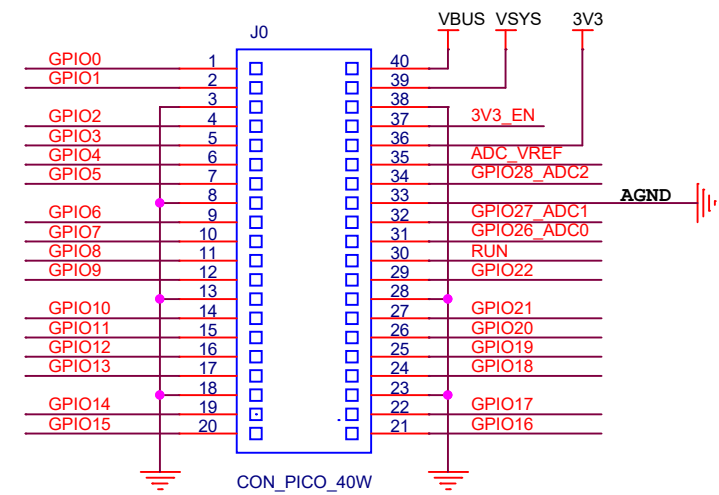 VBUS VSYS 3V3
J0
GPIO0 1 40
GPIO1 2 39
3 38
GPIO2 4 37 3V3_EN
GPIO3 5 36
GPIO4 6 35 ADC_VREF
GPIO5 7 34 GPIO28_ADC2
8 33 AGND
GPIO6 9 32 GPIO27_ADC1
GPIO7 10 31 GPIO26_ADC0
GPIO8 11 30 RUN
GPIO9 12 29 GPIO22
13 28
GPIO10 14 27 GPIO21
GPIO11 15 26 GPIO20
GPIO12 16 25 GPIO19
GPIO13 17 24 GPIO18
18 23
GPIO14 19 22 GPIO17
GPIO15 20 21 GPIO16
CON_PICO_40W